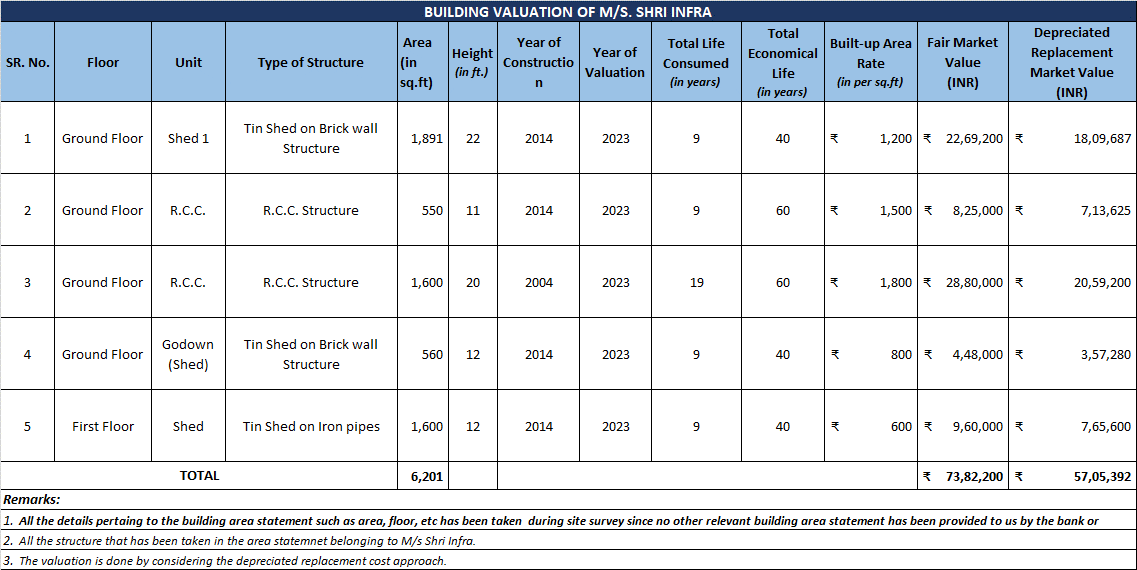 BUILDING VALUATION OF M/S. SHRI INFRA
SR. No. | Floor | Unit | Type of Structure | Area (in sq.ft) | Height (in ft.) | Year of Constructio n | Year of Valuation | Total Life Consumed (in years) | Total Economical Life (in years) | Built-up Area Rate (in per sq.ft) | Fair Market Value (INR) | Depreciated Replacement Market Value (INR)
1 | Ground Floor | Shed 1 | Tin Shed on Brick wall Structure | 1,891 | 22 | 2014 | 2023 | 9 | 40 | ₹ 1,200 | ₹ 22,69,200 | ₹ 18,09,687
2 | Ground Floor | R.C.C. | R.C.C. Structure | 550 | 11 | 2014 | 2023 | 9 | 60 | ₹ 1,500 | ₹ 8,25,000 | ₹ 7,13,625
3 | Ground Floor | R.C.C. | R.C.C. Structure | 1,600 | 20 | 2004 | 2023 | 19 | 60 | ₹ 1,800 | ₹ 28,80,000 | ₹ 20,59,200
4 | Ground Floor | Godown (Shed) | Tin Shed on Brick wall Structure | 560 | 12 | 2014 | 2023 | 9 | 40 | ₹ 800 | ₹ 4,48,000 | ₹ 3,57,280
5 | First Floor | Shed | Tin Shed on Iron pipes | 1,600 | 12 | 2014 | 2023 | 9 | 40 | ₹ 600 | ₹ 9,60,000 | ₹ 7,65,600
TOTAL | 6,201 | ₹ 73,82,200 | ₹ 57,05,392
Remarks:
1. All the details pertaing to the building area statement such as area, floor, etc has been taken during site survey since no other relevant building area statement has been provided to us by the bank or
2. All the structure that has been taken in the area statemnet belonging to M/s Shri Infra.
3. The valuation is done by considering the depreciated replacement cost approach.